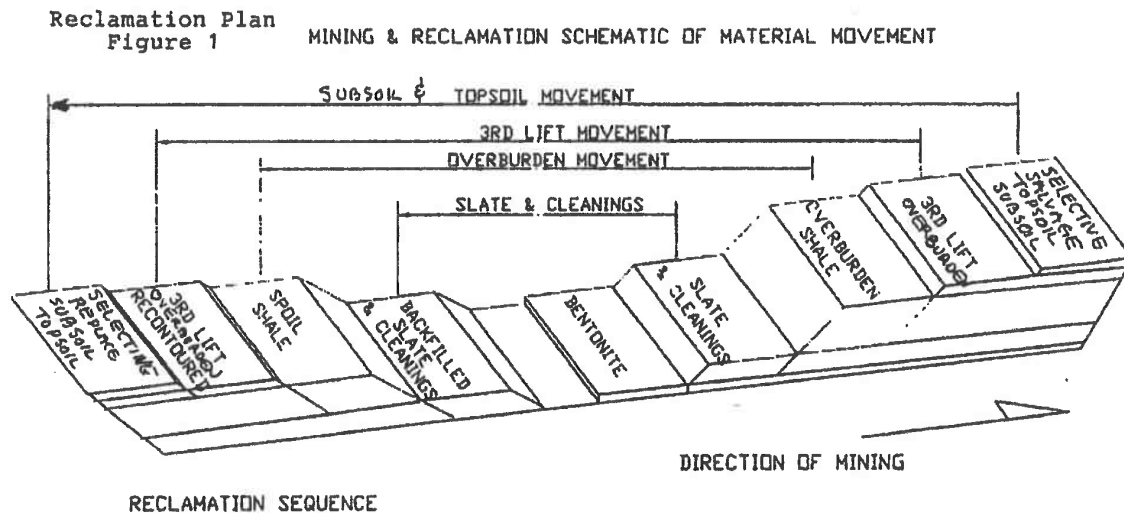 Reclamation Plan
Figure 1
MINING & RECLAMATION SCHEMATIC OF MATERIAL MOVEMENT
SUBSOIL & TOPSOIL MOVEMENT
3RD LIFT MOVEMENT
OVERBURDEN MOVEMENT
SLATE & CLEANINGS
SELECTING
REPLACE
SUBSOIL
TOPSOIL
3RD LIFT
OVERBURDEN
RECONTOURED
SPOIL
SHALE
BACKFILLED
SLATE
& CLEANINGS
BENTONITE
SLATE
& CLEANINGS
OVERBURDEN
SHALE
3RD LIFT
OVERBURDEN
SELECTIVE
SALVAGE
TOPSOIL
SUBSOIL
DIRECTION OF MINING
RECLAMATION SEQUENCE